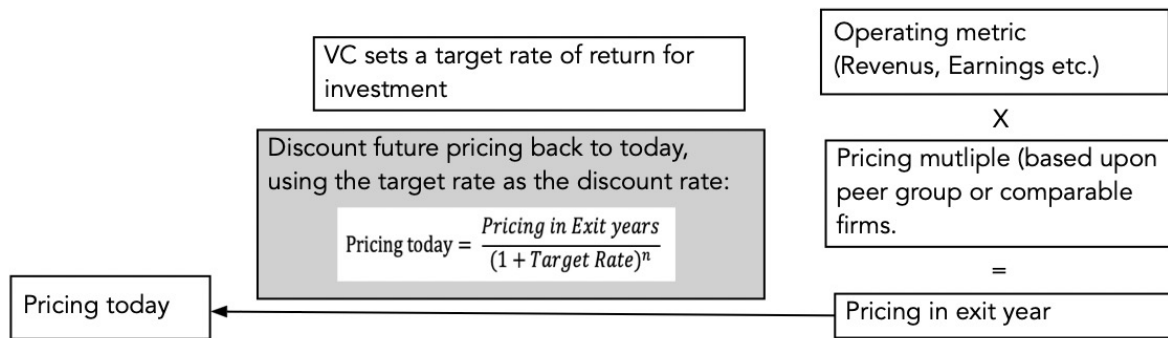 VC sets a target rate of return for
investment
Operating metric
(Revenus, Earnings etc.)
X
Discount future pricing back to today,
using the target rate as the discount rate:
Pricing today = Pricing in Exit years / (1 + Target Rate)^n
Pricing mutliple (based upon
peer group or comparable
firms.
=
Pricing today
Pricing in exit year